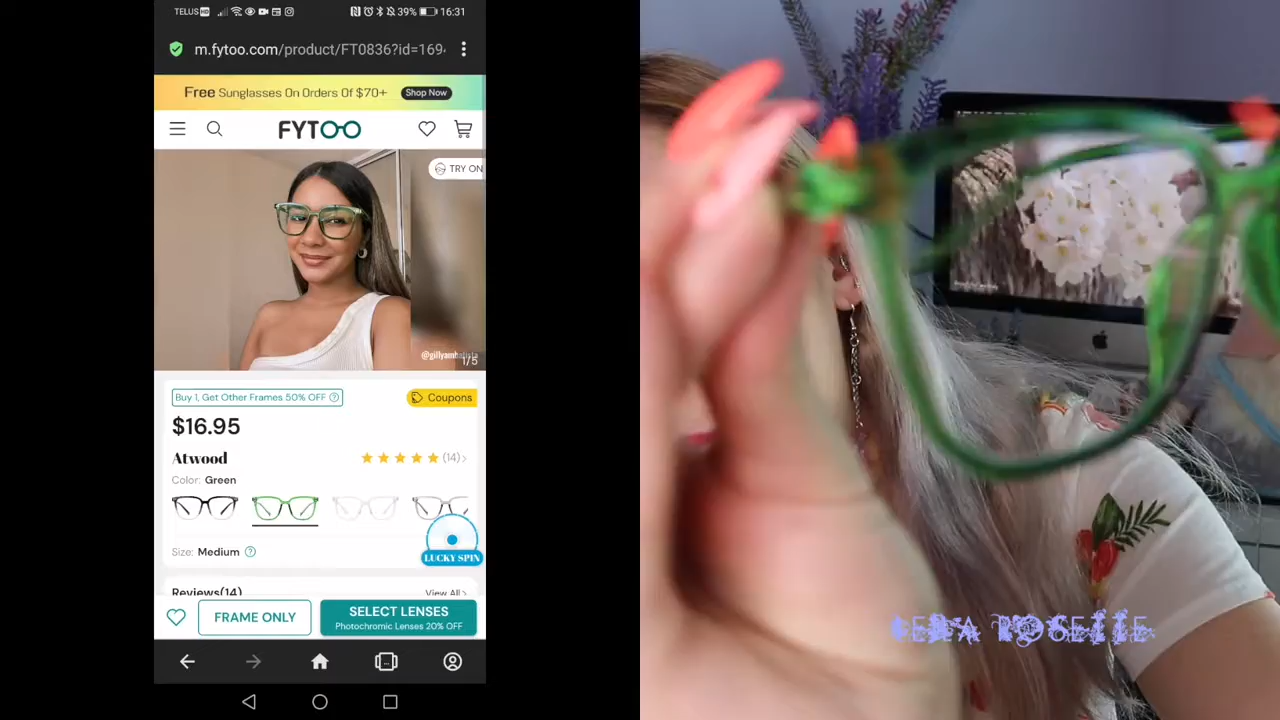 TELUS HD 39% 16:31
m.fytoo.com/product/FT0836?id=169
Free Sunglasses On Orders Of $70+ Shop Now
FYTOO
TRY ON
1/5
Buy 1, Get Other Frames 50% OFF
Coupons
$16.95
Atwood
(14)
Color: Green
Size: Medium
LUCKY SPIN
Reviews(14) View All
FRAME ONLY
SELECT LENSES
Photochromic Lenses 20% OFF
ROSETTE